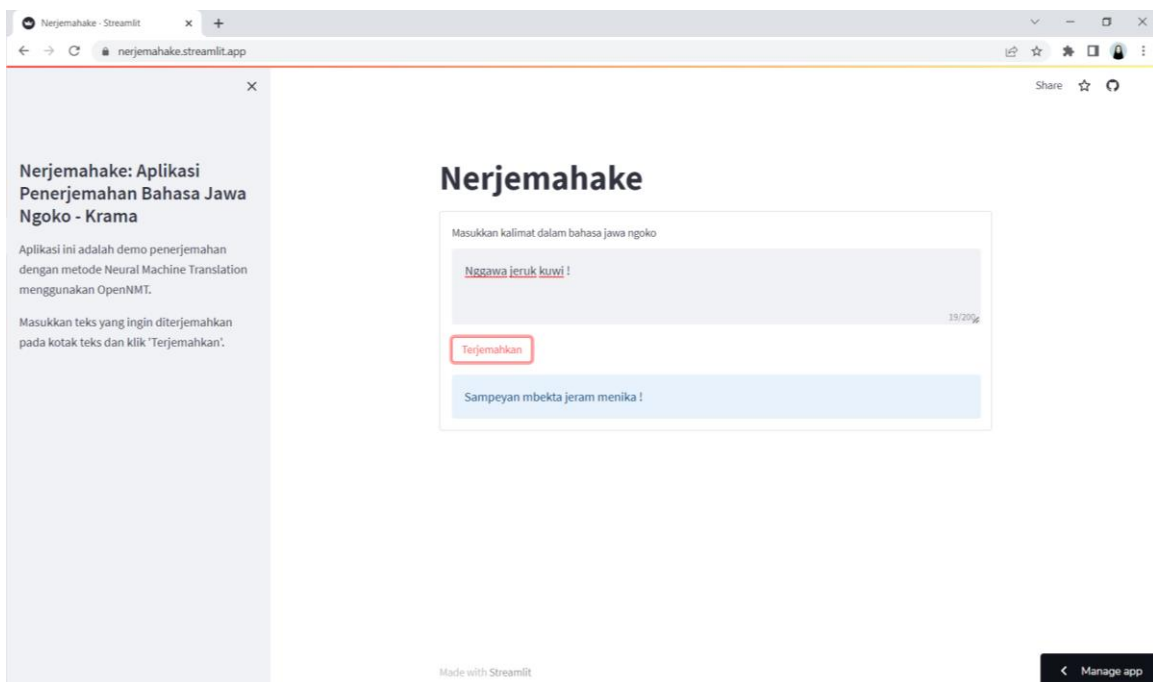 Nerjemahake · Streamlit
nerjemahake.streamlit.app
Share
Nerjemahake: Aplikasi
Penerjemahan Bahasa Jawa
Ngoko - Krama
Aplikasi ini adalah demo penerjemahan
dengan metode Neural Machine Translation
menggunakan OpenNMT.
Masukkan teks yang ingin diterjemahkan
pada kotak teks dan klik 'Terjemahkan'.
Nerjemahake
Masukkan kalimat dalam bahasa jawa ngoko
Nggawa jeruk kuwi !
19/200
Terjemahkan
Sampeyan mbekta jeram menika !
Made with Streamlit
Manage app